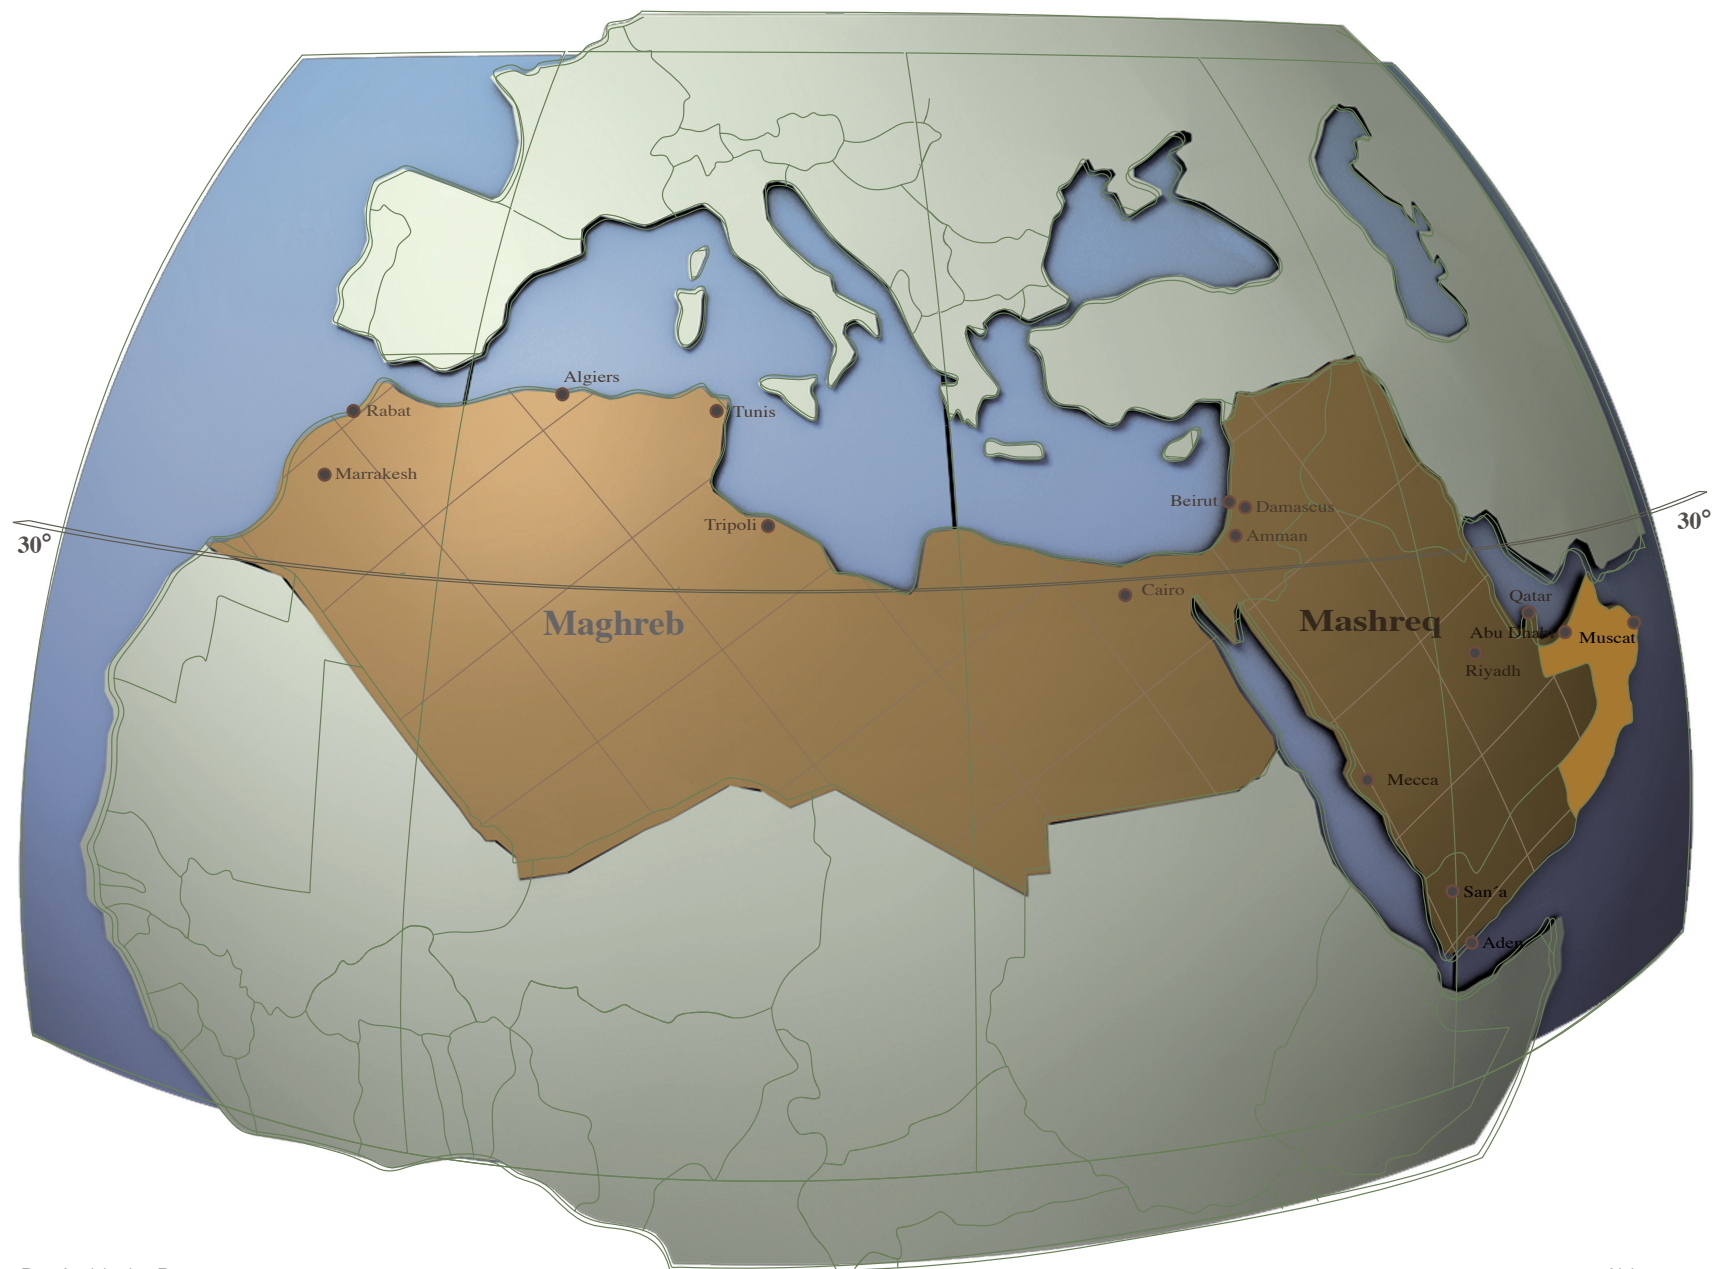 Algiers
Rabat
Tunis
Marrakesh
Tripoli
Beirut
Damascus
Amman
30°
30°
Cairo
Qatar
Maghreb
Mashreq
Abu Dhabi
Muscat
Riyadh
Mecca
San´a
Aden